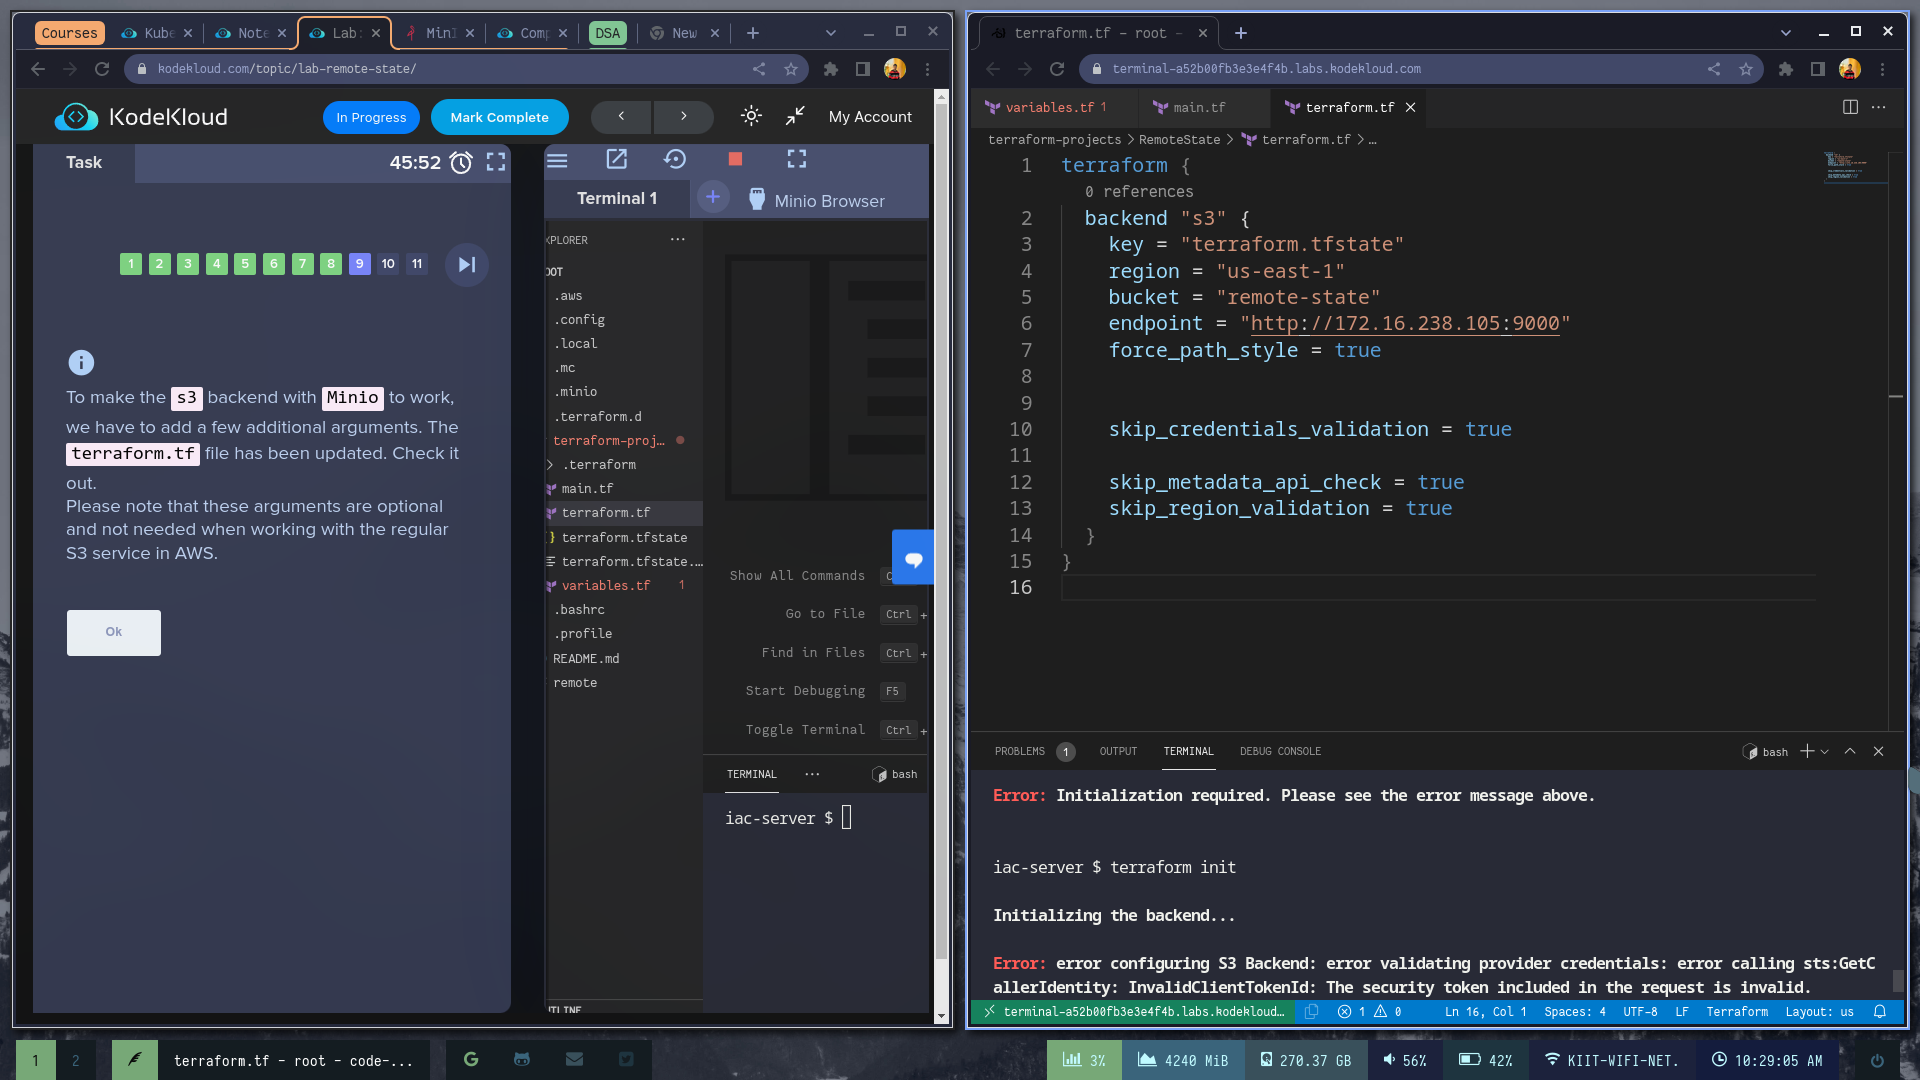 Courses
Kube
Note
Lab:
MinI
Comp
DSA
New
kodekloud.com/topic/lab-remote-state/
KodeKloud
In Progress
Mark Complete
My Account
Task
45:52
1 2 3 4 5 6 7 8 9 10 11
To make the s3 backend with Minio to work,
we have to add a few additional arguments. The
terraform.tf file has been updated. Check it
out.
Please note that these arguments are optional
and not needed when working with the regular
S3 service in AWS.
Ok
Terminal 1
Minio Browser
XPLORER
OOT
.aws
.config
.local
.mc
.minio
.terraform.d
terraform-proj...
.terraform
main.tf
terraform.tf
terraform.tfstate
terraform.tfstate....
variables.tf 1
.bashrc
.profile
README.md
remote
UTLINE
Show All Commands
Go to File Ctrl +
Find in Files Ctrl +
Start Debugging F5
Toggle Terminal Ctrl +
TERMINAL
bash
iac-server $
terraform.tf - root -
terminal-a52b00fb3e3e4f4b.labs.kodekloud.com
variables.tf 1
main.tf
terraform.tf
terraform-projects > RemoteState > terraform.tf > ...
1 terraform {
0 references
2 backend "s3" {
3 key = "terraform.tfstate"
4 region = "us-east-1"
5 bucket = "remote-state"
6 endpoint = "http://172.16.238.105:9000"
7 force_path_style = true
8
9
10 skip_credentials_validation = true
11
12 skip_metadata_api_check = true
13 skip_region_validation = true
14 }
15 }
16
PROBLEMS 1 OUTPUT TERMINAL DEBUG CONSOLE
bash
Error: Initialization required. Please see the error message above.
iac-server $ terraform init
Initializing the backend...
Error: error configuring S3 Backend: error validating provider credentials: error calling sts:GetC
allerIdentity: InvalidClientTokenId: The security token included in the request is invalid.
terminal-a52b00fb3e3e4f4b.labs.kodekloud... 1 0 Ln 16, Col 1 Spaces: 4 UTF-8 LF Terraform Layout: us
1 2
terraform.tf - root - code-...
3% 4240 MiB 270.37 GB 56% 42% KIIT-WIFI-NET. 10:29:05 AM